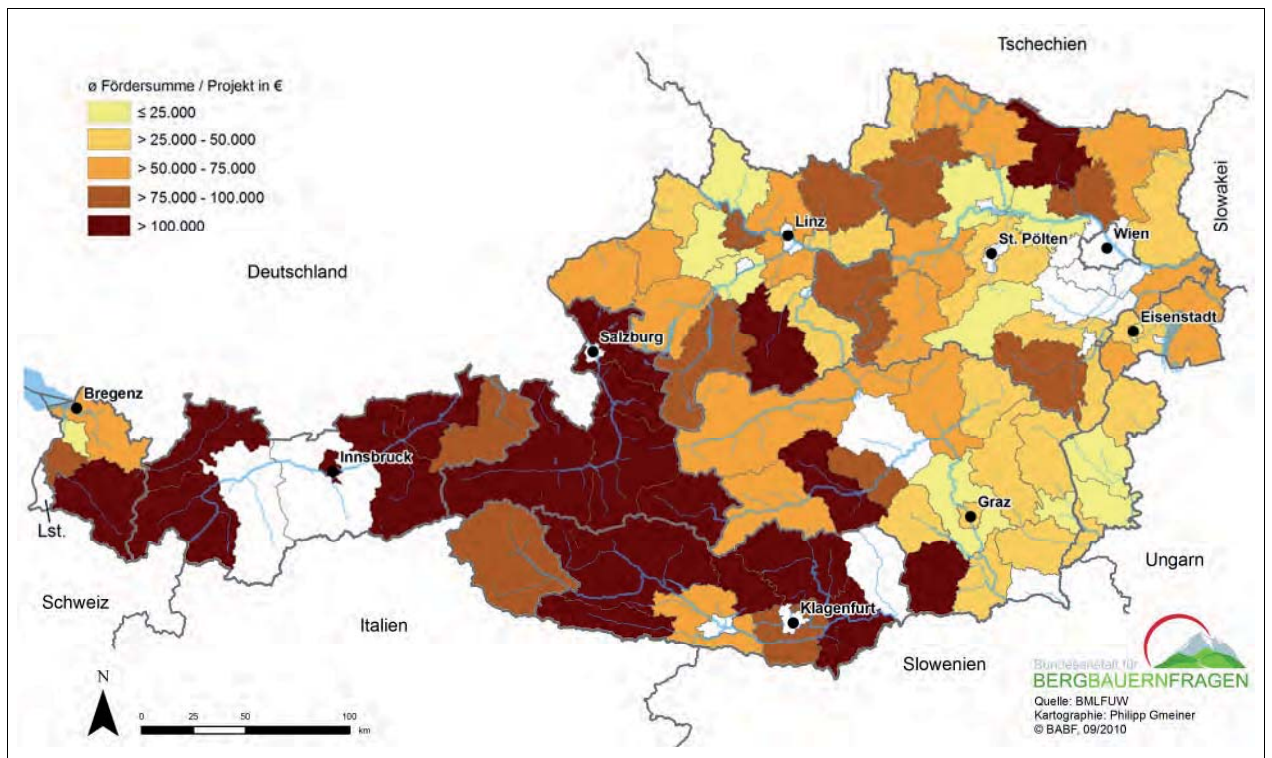 Tschechien
ø Fördersumme / Projekt in €
≤ 25.000
> 25.000 - 50.000
> 50.000 - 75.000
> 75.000 - 100.000
> 100.000
Slowakei
Linz
St. Pölten
Wien
Deutschland
Eisenstadt
Salzburg
Bregenz
Innsbruck
Graz
Lst.
Ungarn
Schweiz
Klagenfurt
Italien
Slowenien
Bundesanstalt für
BERGBAUERNFRAGEN
Quelle: BMLFUW
Kartographie: Philipp Gmeiner
© BABF, 09/2010
N
0 25 50 100
km